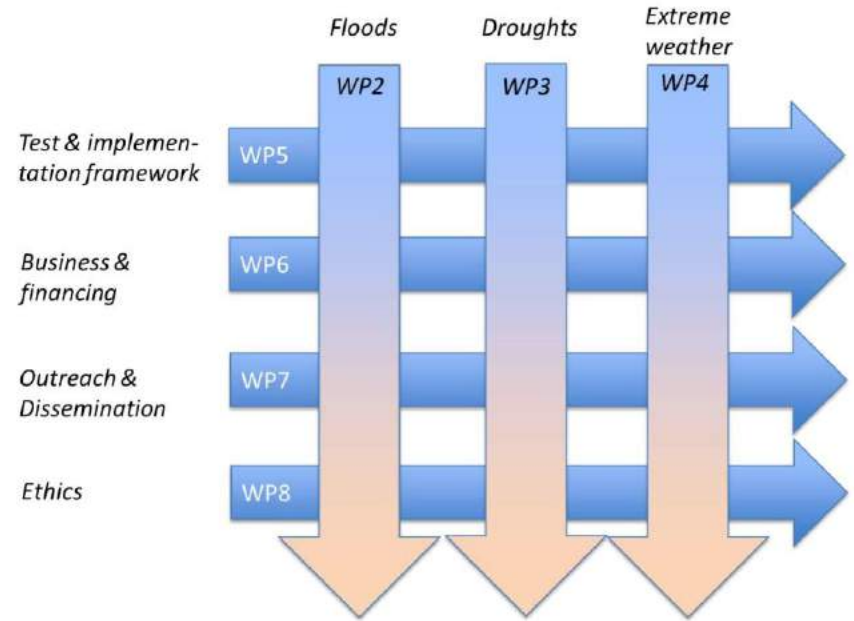 Floods
Droughts
Extreme
weather
WP2
WP3
WP4
Test & implemen-
tation framework
WP5
Business &
financing
WP6
Outreach &
Dissemination
WP7
Ethics
WP8